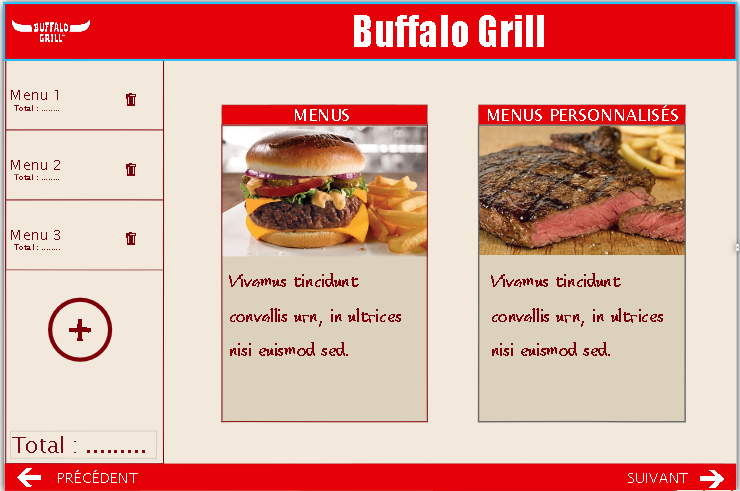 BUFFALO
GRILL
Buffalo Grill
Menu 1
Total : ........
Menu 2
Total : ........
Menu 3
Total : ........
+
Total : .........
MENUS
Vivamus tincidunt
convallis urn, in ultrices
nisi euismod sed.
MENUS PERSONNALISÉS
Vivamus tincidunt
convallis urn, in ultrices
nisi euismod sed.
PRÉCÉDENT
SUIVANT